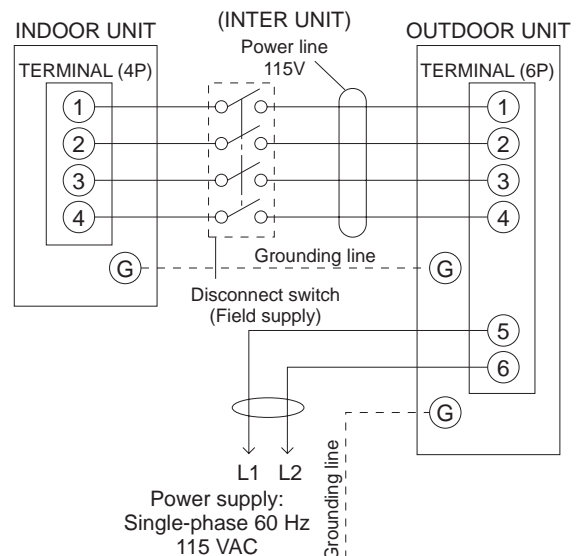 INDOOR UNIT
(INTER UNIT)
OUTDOOR UNIT
Power line
115V
TERMINAL (4P)
TERMINAL (6P)
1
1
2
2
3
3
4
4
G
Grounding line
G
Disconnect switch
(Field supply)
5
6
G
L1 L2
Grounding line
Power supply:
Single-phase 60 Hz
115 VAC